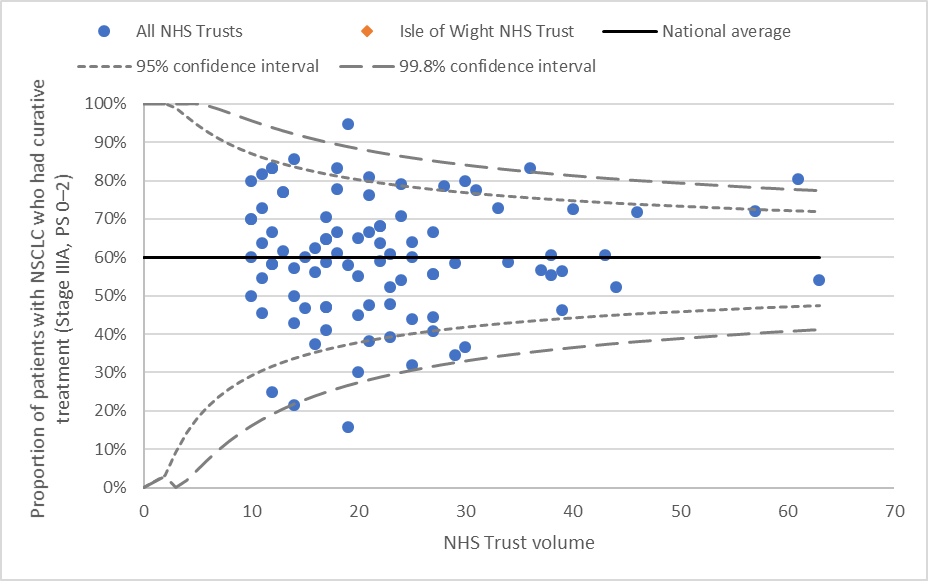 All NHS Trusts
Isle of Wight NHS Trust
National average
95% confidence interval
99.8% confidence interval
Proportion of patients with NSCLC who had curative
treatment (Stage IIIA, PS 0–2)
100%
90%
80%
70%
60%
50%
40%
30%
20%
10%
0%
0 10 20 30 40 50 60 70
NHS Trust volume